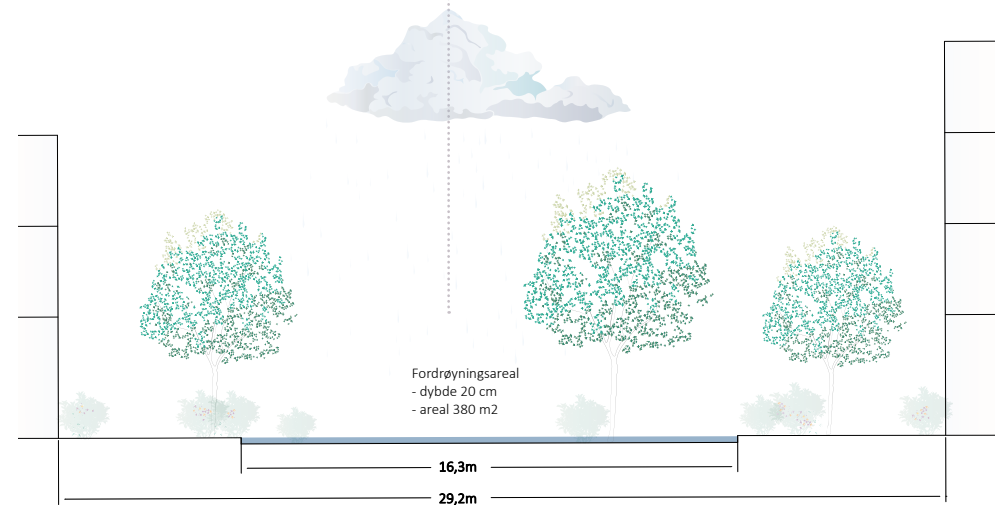 Fordrøyningsareal
- dybde 20 cm
- areal 380 m2
16,3m
29,2m